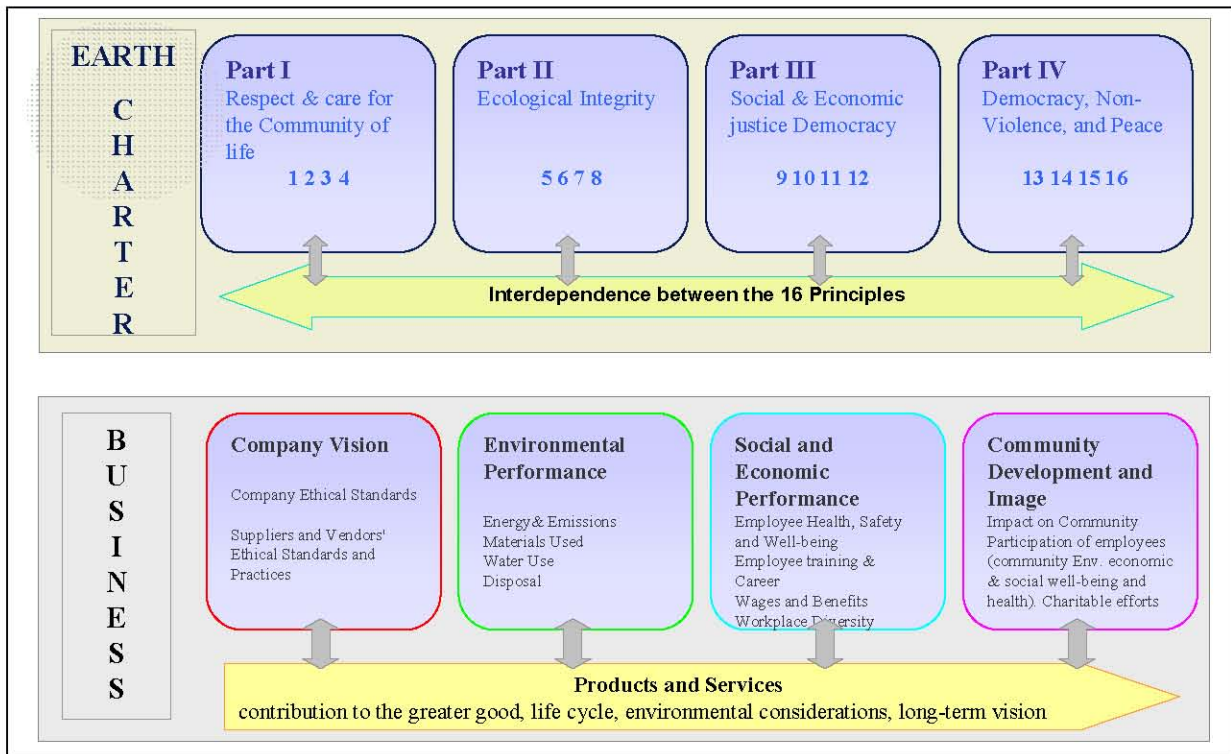 EARTH
C
H
A
R
T
E
R
Part I
Respect & care for
the Community of
life
1 2 3 4
Part II
Ecological Integrity
5 6 7 8
Part III
Social & Economic
justice Democracy
9 10 11 12
Part IV
Democracy, Non-
Violence, and Peace
13 14 15 16
Interdependence between the 16 Principles
B
U
S
I
N
E
S
S
Company Vision
Company Ethical Standards
Suppliers and Vendors'
Ethical Standards and
Practices
Environmental
Performance
Energy& Emissions
Materials Used
Water Use
Disposal
Social and
Economic
Performance
Employee Health, Safety
and Well-being
Employee training &
Career
Wages and Benefits
Workplace Diversity
Community
Development and
Image
Impact on Community
Participation of employees
(community Env. economic
& social well-being and
health). Charitable efforts
Products and Services
contribution to the greater good, life cycle, environmental considerations, long-term vision